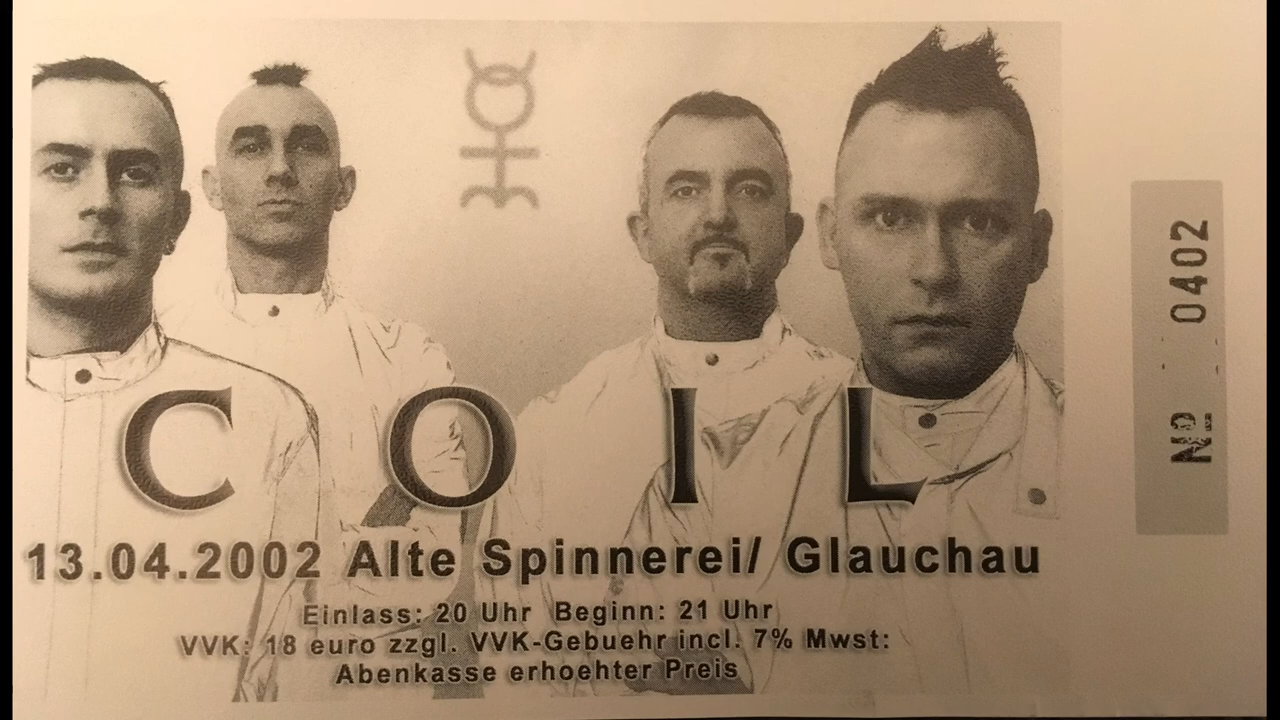 C O I L
13.04.2002 Alte Spinnerei/ Glauchau
Einlass: 20 Uhr Beginn: 21 Uhr
VVK: 18 euro zzgl. VVK-Gebuehr incl. 7% Mwst:
Abenkasse erhoehter Preis
No 0402